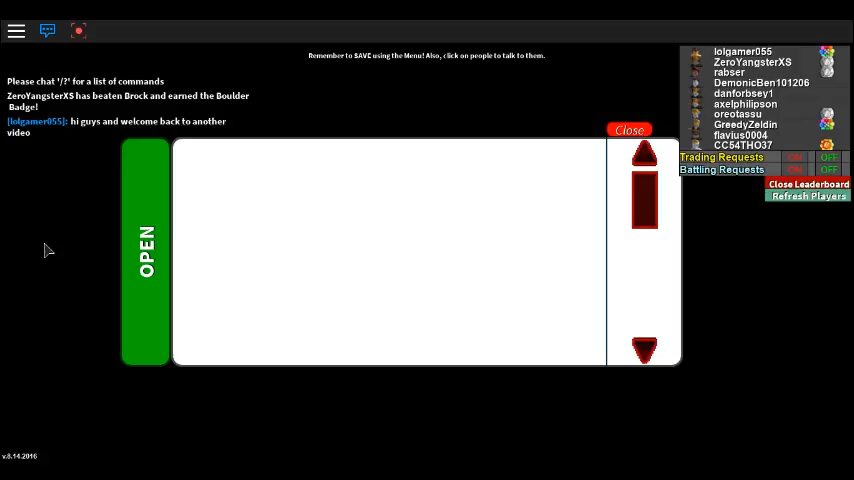 Remember to SAVE using the Menu! Also, click on people to talk to them.
Please chat '/?' for a list of commands
ZeroYangsterXS has beaten Brock and earned the Boulder
Badge!
[lolgamer055]: hi guys and welcome back to another
video
Close
OPEN
lolgamer055
ZeroYangsterXS
rabser
DemonicBen101206
danforbsey1
axelphilipson
oreotassu
GreedyZeldin
flavius0004
CC54THO37
Trading Requests ON OFF
Battling Requests ON OFF
Close Leaderboard
Refresh Players
v.8.14.2016